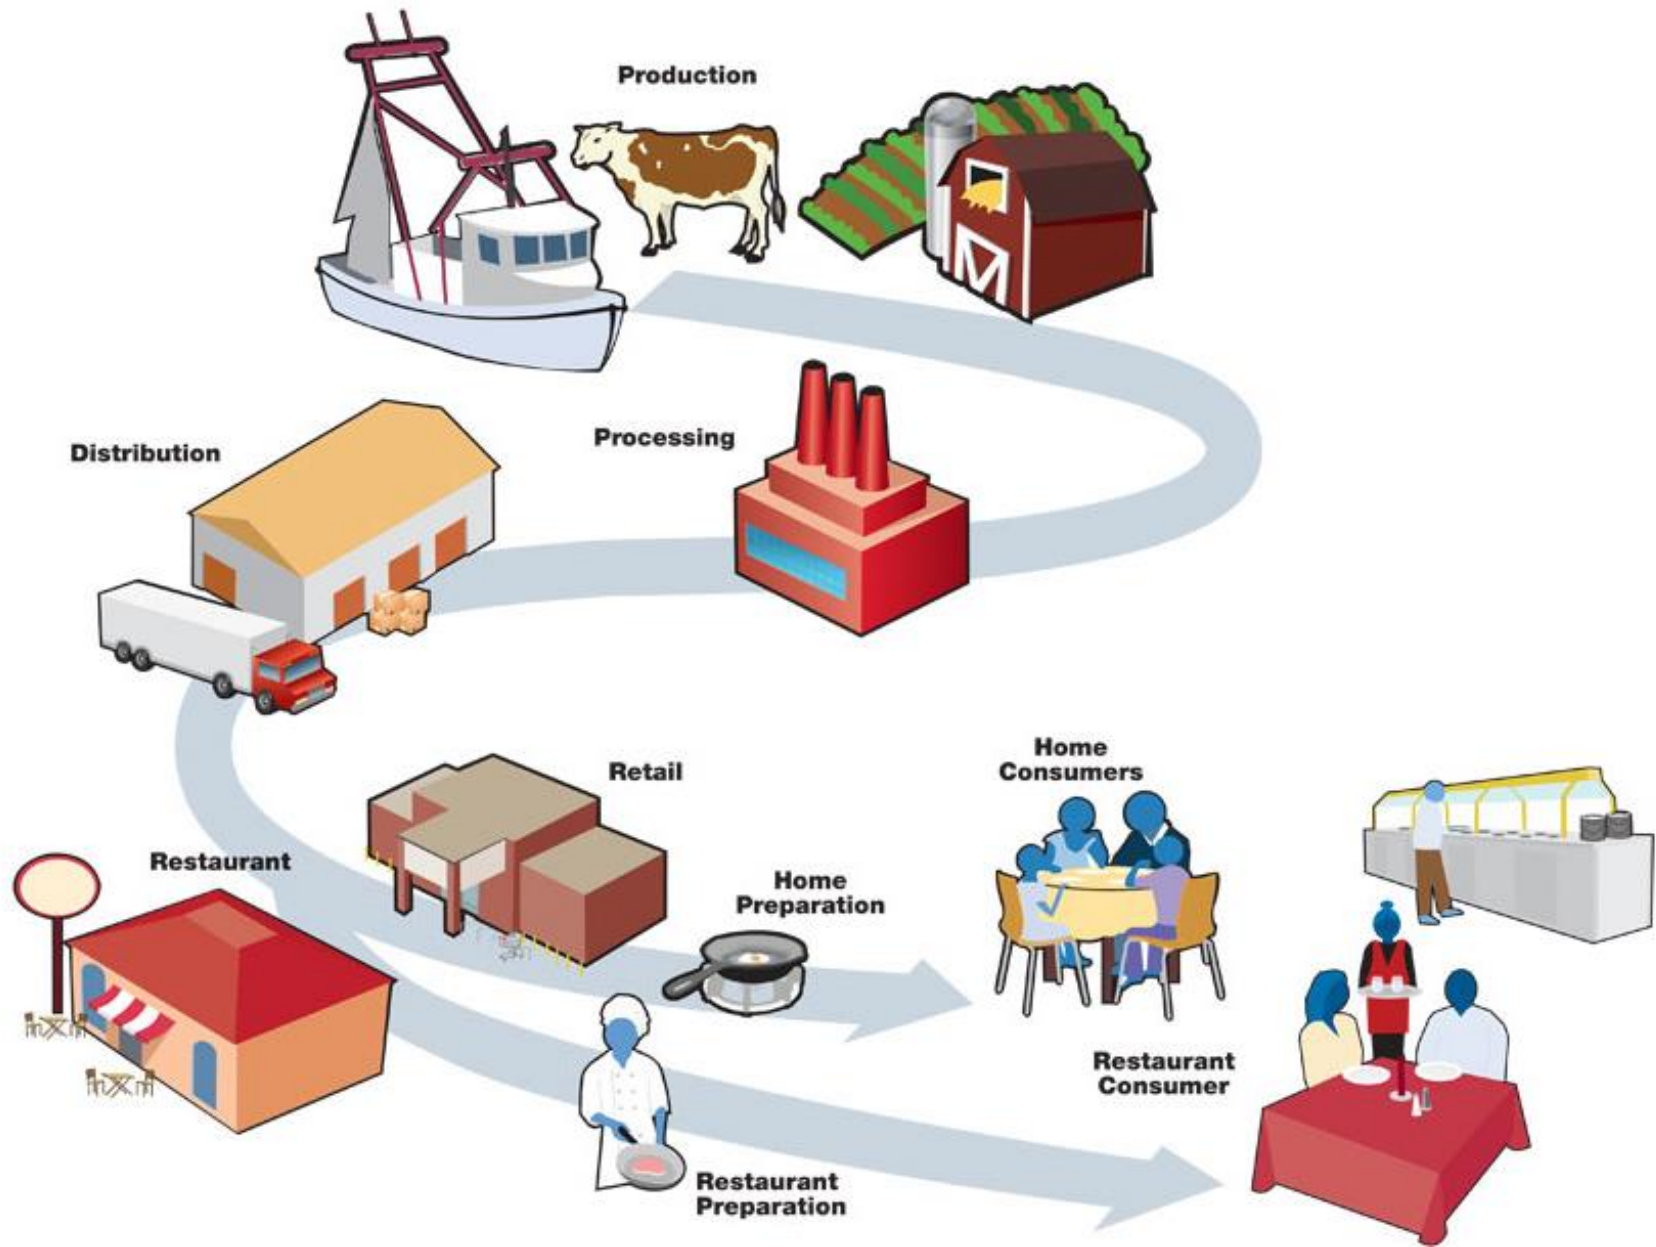 Production
Processing
Distribution
Retail
Home
Consumers
Restaurant
Home
Preparation
Restaurant
Consumer
Restaurant
Preparation